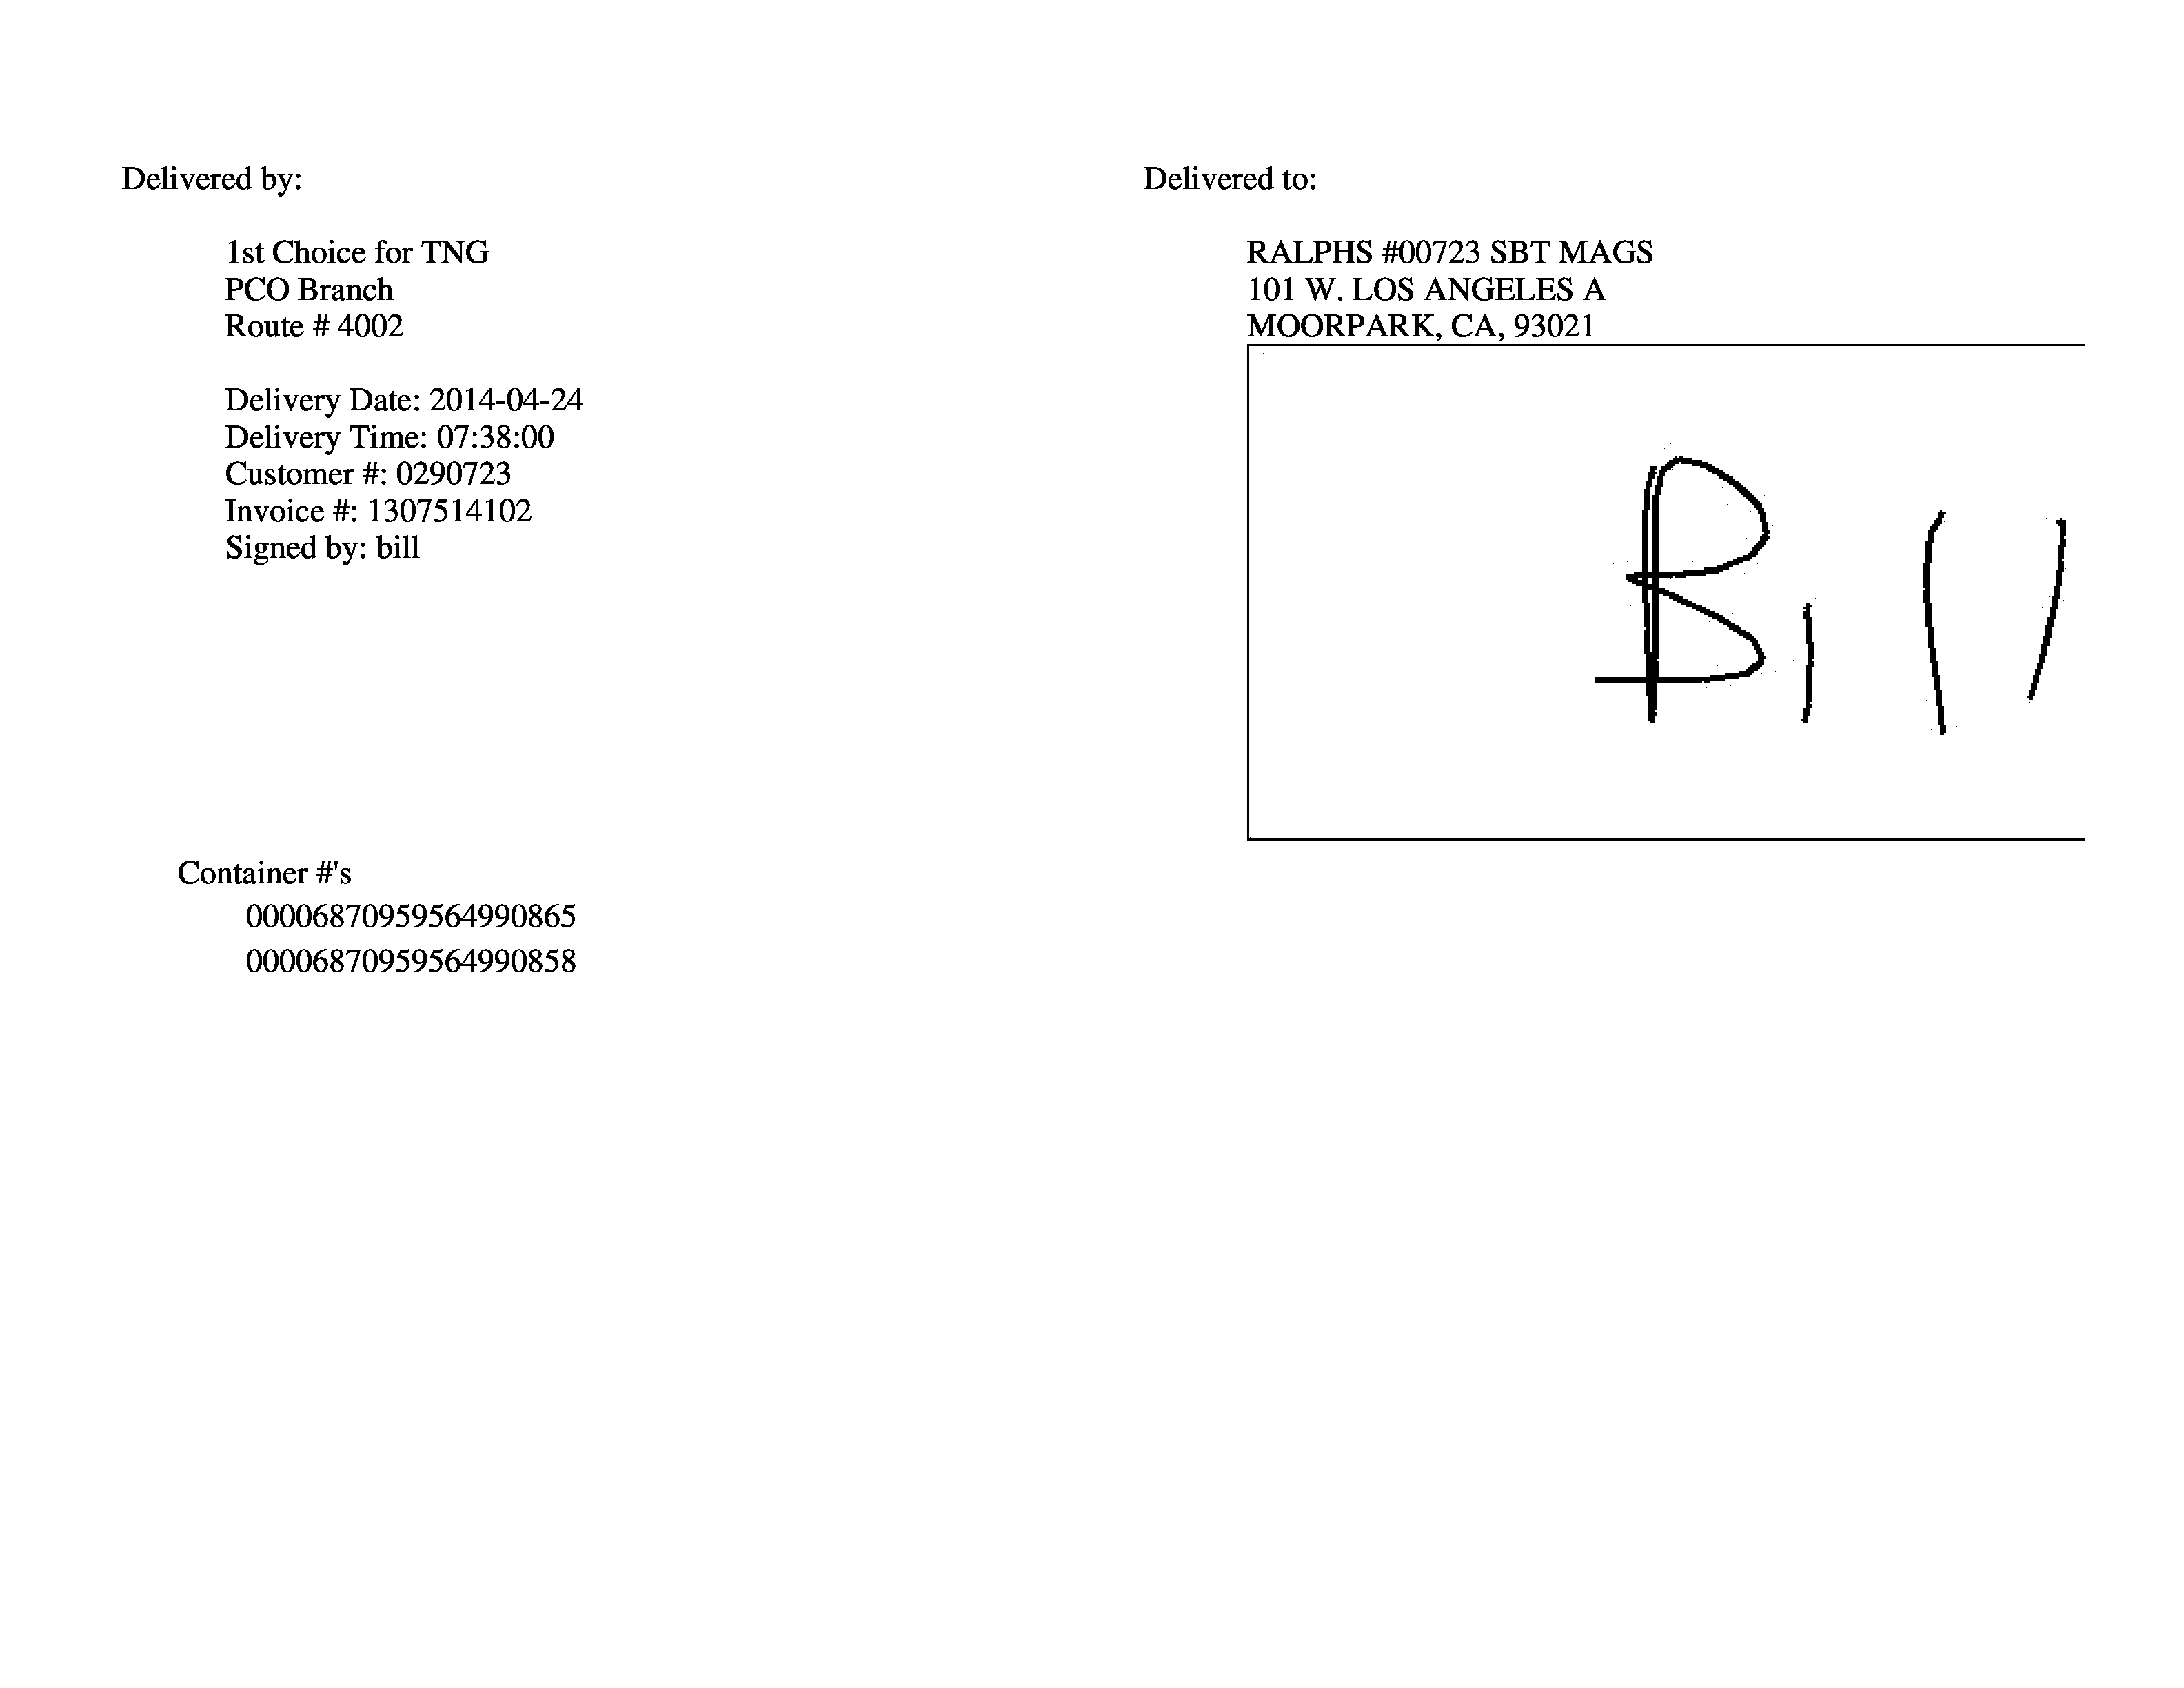 Delivered by:
1st Choice for TNG
PCO Branch
Route # 4002
Delivery Date: 2014-04-24
Delivery Time: 07:38:00
Customer #: 0290723
Invoice #: 1307514102
Signed by: bill
Delivered to:
RALPHS #00723 SBT MAGS
101 W. LOS ANGELES A
MOORPARK, CA, 93021
Bill
Container #'s
00006870959564990865
00006870959564990858